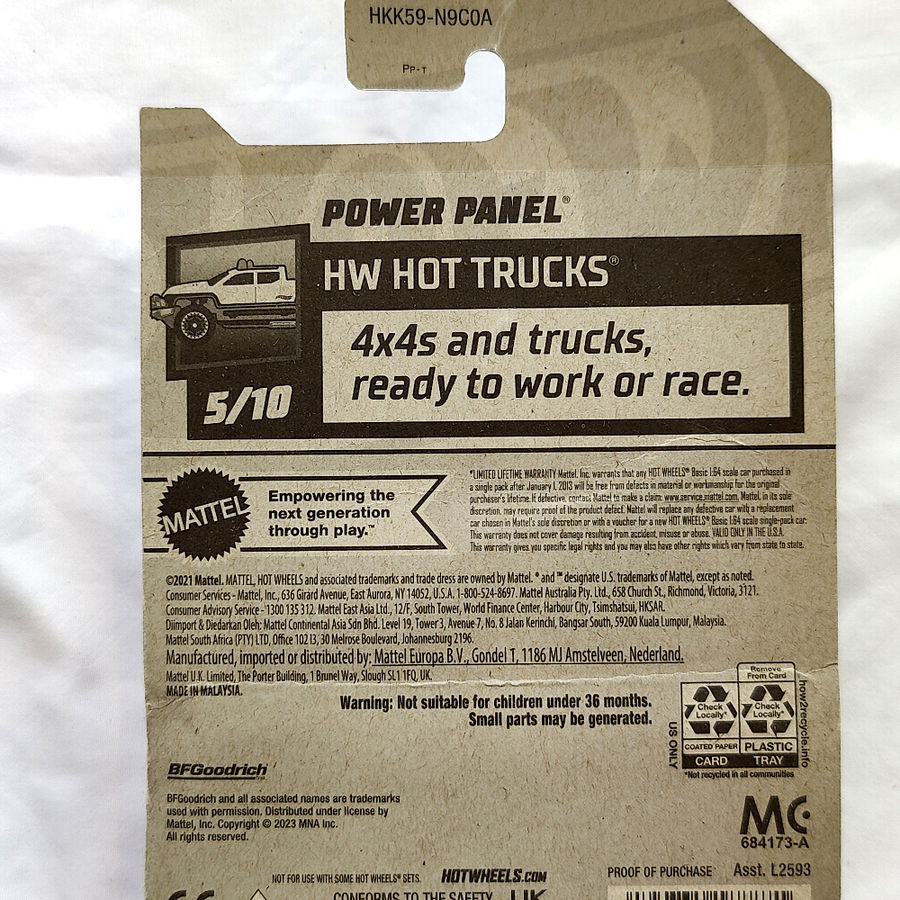 HKK59-N9C0A
PP-T
POWER PANEL®
HW HOT TRUCKS®
4x4s and trucks,
ready to work or race.
5/10
MATTEL
Empowering the
next generation
through play.™
*LIMITED LIFETIME WARRANTY Mattel, Inc. warrants that any HOT WHEELS® Basic 1:64 scale car purchased in
a single pack after January 1, 2013 will be free from defects in material or workmanship for the original
purchaser's lifetime. If defective, contact Mattel to make a claim: www.service.mattel.com. Mattel, in its sole
discretion, may require proof of the product defect. Mattel will replace any defective car with a replacement
car chosen in Mattel's sole discretion or with a voucher for a new HOT WHEELS® Basic 1:64 scale single-pack car.
This warranty does not cover damage resulting from accident, misuse or abuse. VALID ONLY IN THE U.S.A.
This warranty gives you specific legal rights and you may also have other rights which vary from state to state.
©2021 Mattel. MATTEL, HOT WHEELS and associated trademarks and trade dress are owned by Mattel. ® and ™ designate U.S. trademarks of Mattel, except as noted.
Consumer Services - Mattel, Inc., 636 Girard Avenue, East Aurora, NY 14052, U.S.A. 1-800-524-8697. Mattel Australia Pty. Ltd., 658 Church St., Richmond, Victoria, 3121.
Consumer Advisory Service - 1300 135 312. Mattel East Asia Ltd., 12/F, South Tower, World Finance Center, Harbour City, Tsimshatsui, HKSAR.
Diimport & Diedarkan Oleh: Mattel Continental Asia Sdn Bhd. Level 19, Tower 3, Avenue 7, No. 8 Jalan Kerinchi, Bangsar South, 59200 Kuala Lumpur, Malaysia.
Mattel South Africa (PTY) LTD, Office 102 I3, 30 Melrose Boulevard, Johannesburg 2196.
Manufactured, imported or distributed by: Mattel Europa B.V., Gondel 1, 1186 MJ Amstelveen, Nederland.
Mattel U.K. Limited, The Porter Building, 1 Brunel Way, Slough SL1 1FQ, UK.
MADE IN MALAYSIA.
Warning: Not suitable for children under 36 months.
Small parts may be generated.
Remove
From Card
Check
Locally*
Check
Locally*
COATED PAPER
PLASTIC
CARD
TRAY
US ONLY
how2recycle.info
*Not recycled in all communities
BFGoodrich
BFGoodrich and all associated names are trademarks
used with permission. Distributed under license by
Mattel, Inc. Copyright © 2023 MNA Inc.
All rights reserved.
MC
684173-A
NOT FOR USE WITH SOME HOT WHEELS® SETS.
HOTWHEELS.COM
PROOF OF PURCHASE
Asst. L2593
CONFORMS TO THE SAFETY
UK
CE